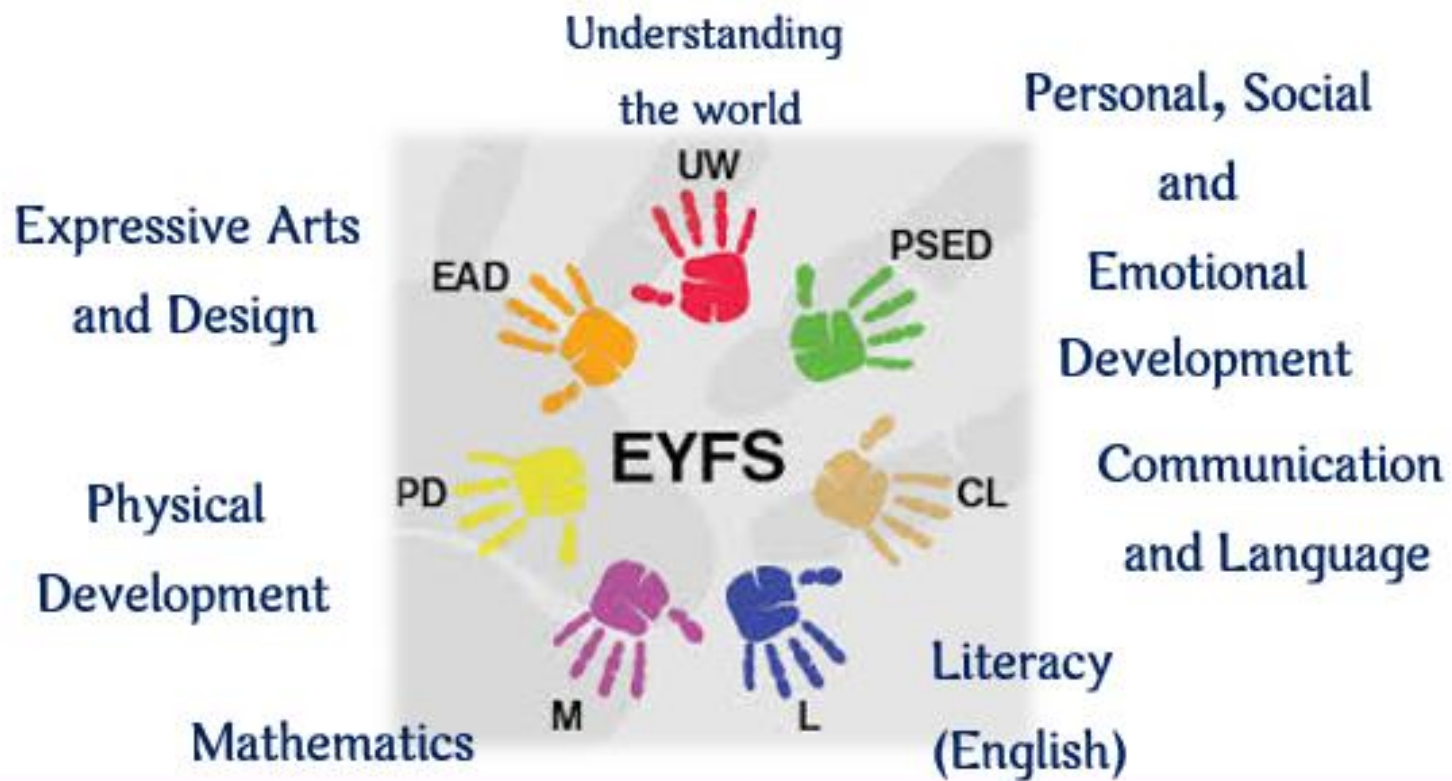 Understanding
the world
UW
Personal, Social
and
Emotional
Development
PSED
Expressive Arts
and Design
EAD
EYFS
Communication
and Language
CL
Physical
Development
PD
Literacy
(English)
L
Mathematics
M